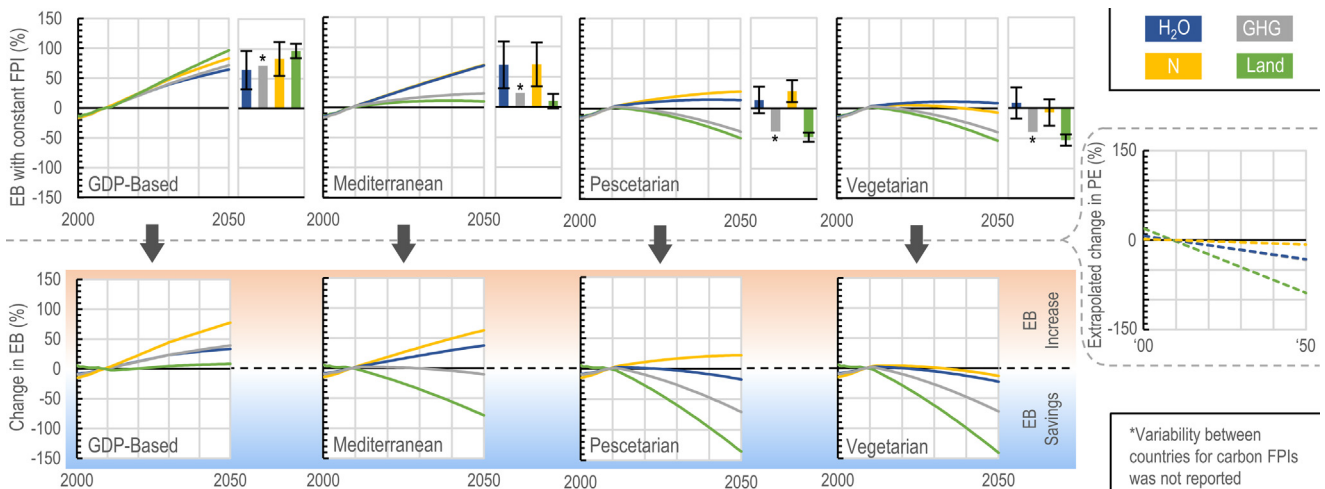 EB with constant FPI (%)
150
100
50
0
-50
-100
-150
GDP-Based
*
Mediterranean
*
Pescetarian
*
Vegetarian
*
2000
2050
2000
2050
2000
2050
2000
2050
H₂O
GHG
N
Land
Extrapolated change in PE (%)
150
0
-150
'00
'50
Change in EB (%)
150
100
50
0
-50
-100
-150
GDP-Based
Mediterranean
Pescetarian
Vegetarian
EB
Increase
EB
Savings
2000
2050
2000
2050
2000
2050
2000
2050
*Variability between
countries for carbon FPIs
was not reported